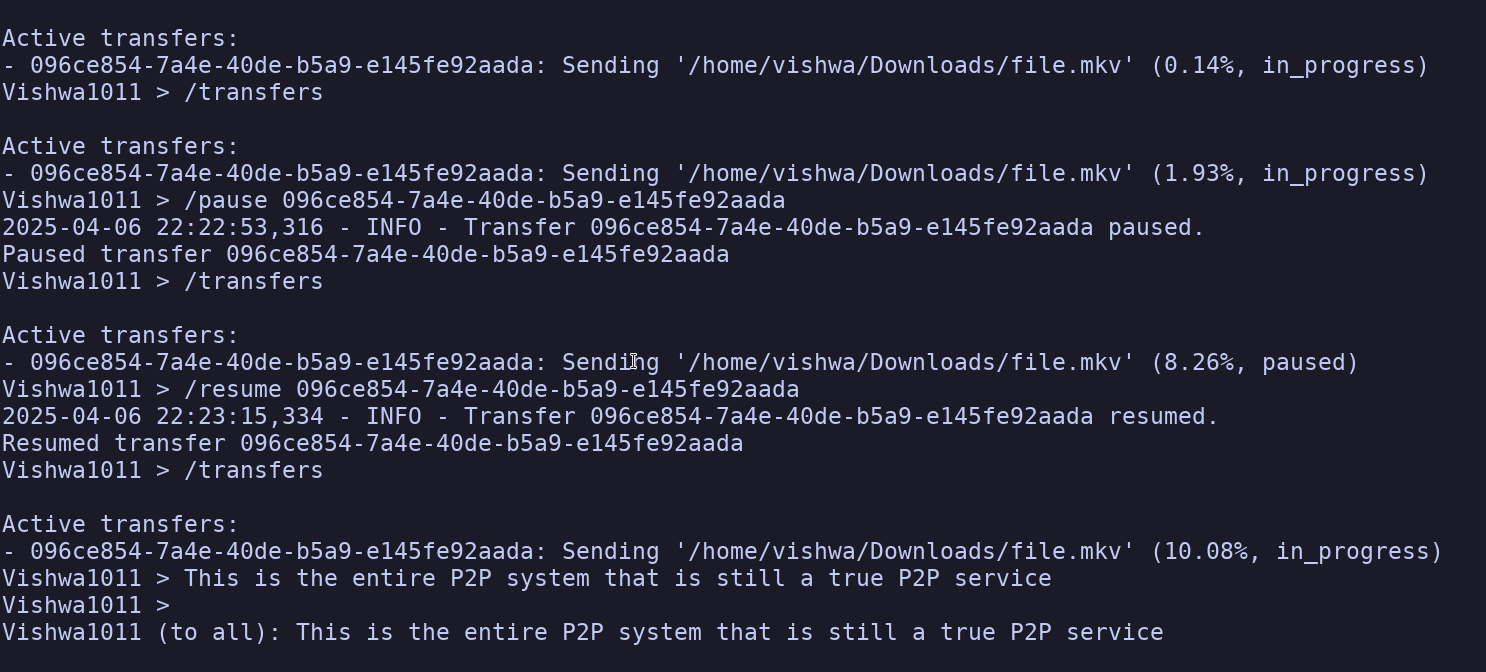 Active transfers:
- 096ce854-7a4e-40de-b5a9-e145fe92aada: Sending '/home/vishwa/Downloads/file.mkv' (0.14%, in_progress)
Vishwa1011 > /transfers
Active transfers:
- 096ce854-7a4e-40de-b5a9-e145fe92aada: Sending '/home/vishwa/Downloads/file.mkv' (1.93%, in_progress)
Vishwa1011 > /pause 096ce854-7a4e-40de-b5a9-e145fe92aada
2025-04-06 22:22:53,316 - INFO - Transfer 096ce854-7a4e-40de-b5a9-e145fe92aada paused.
Paused transfer 096ce854-7a4e-40de-b5a9-e145fe92aada
Vishwa1011 > /transfers
Active transfers:
- 096ce854-7a4e-40de-b5a9-e145fe92aada: Sending '/home/vishwa/Downloads/file.mkv' (8.26%, paused)
Vishwa1011 > /resume 096ce854-7a4e-40de-b5a9-e145fe92aada
2025-04-06 22:23:15,334 - INFO - Transfer 096ce854-7a4e-40de-b5a9-e145fe92aada resumed.
Resumed transfer 096ce854-7a4e-40de-b5a9-e145fe92aada
Vishwa1011 > /transfers
Active transfers:
- 096ce854-7a4e-40de-b5a9-e145fe92aada: Sending '/home/vishwa/Downloads/file.mkv' (10.08%, in_progress)
Vishwa1011 > This is the entire P2P system that is still a true P2P service
Vishwa1011 >
Vishwa1011 (to all): This is the entire P2P system that is still a true P2P service